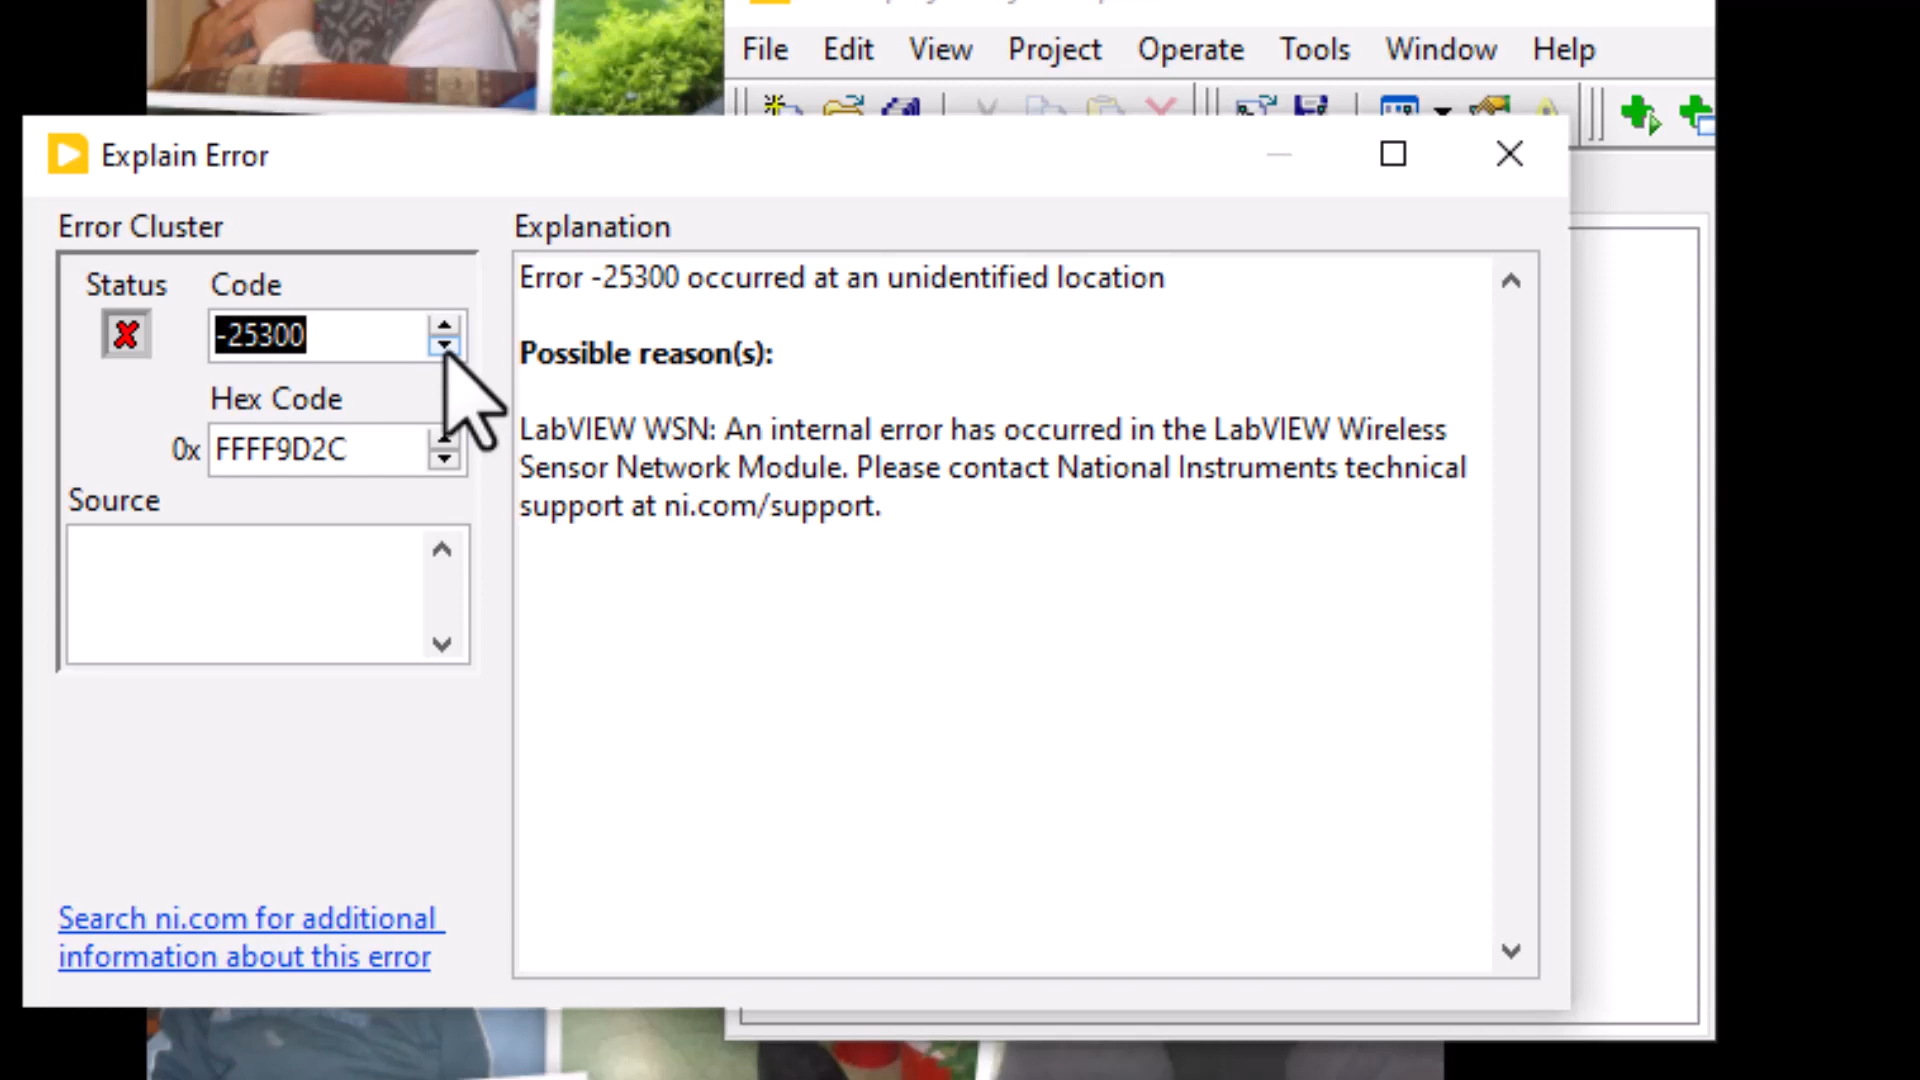 File Edit View Project Operate Tools Window Help
Explain Error
Error Cluster
Status Code
-25300
Hex Code
0x FFFF9D2C
Source
Search ni.com for additional
information about this error
Explanation
Error -25300 occurred at an unidentified location
Possible reason(s):
LabVIEW WSN: An internal error has occurred in the LabVIEW Wireless
Sensor Network Module. Please contact National Instruments technical
support at ni.com/support.